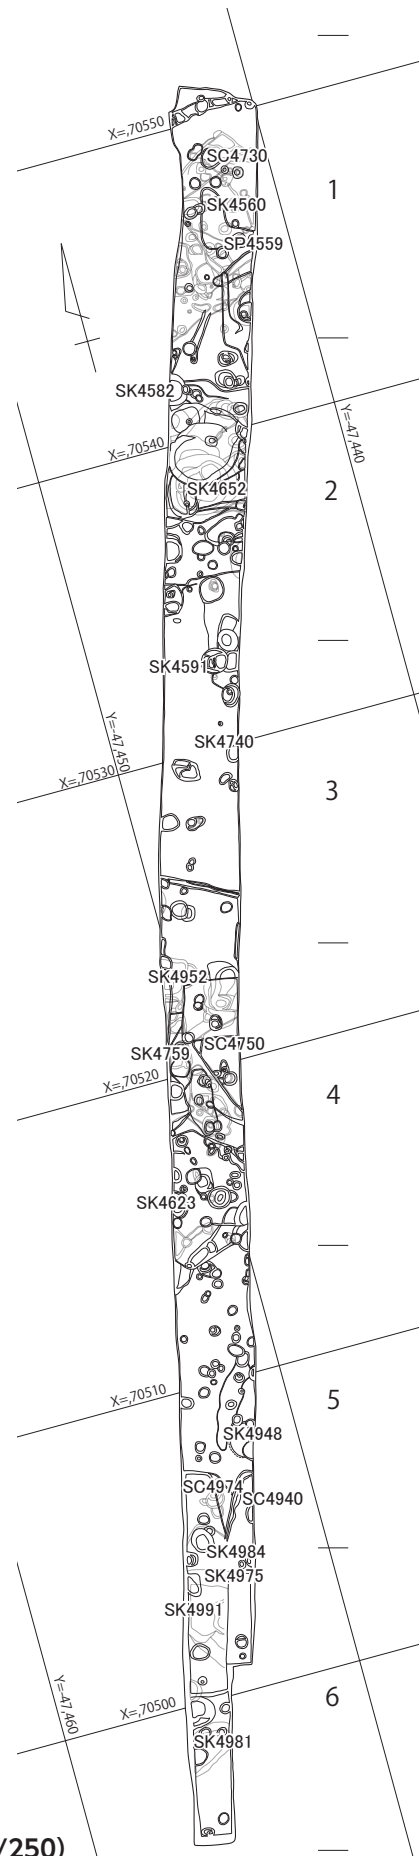 X=,70550
SC4730
1
SK4560
SP4559
SK4582
X=,70540
Y=-47,440
SK4652
2
SK4591
Y=-47,450
SK4740
X=,70530
3
SK4952
SC4750
SK4759
X=,70520
4
SK4623
X=,70510
5
SK4948
SC4974
SC4940
SK4984
SK4975
SK4991
Y=-47,460
X=,70500
6
SK4981
/250)